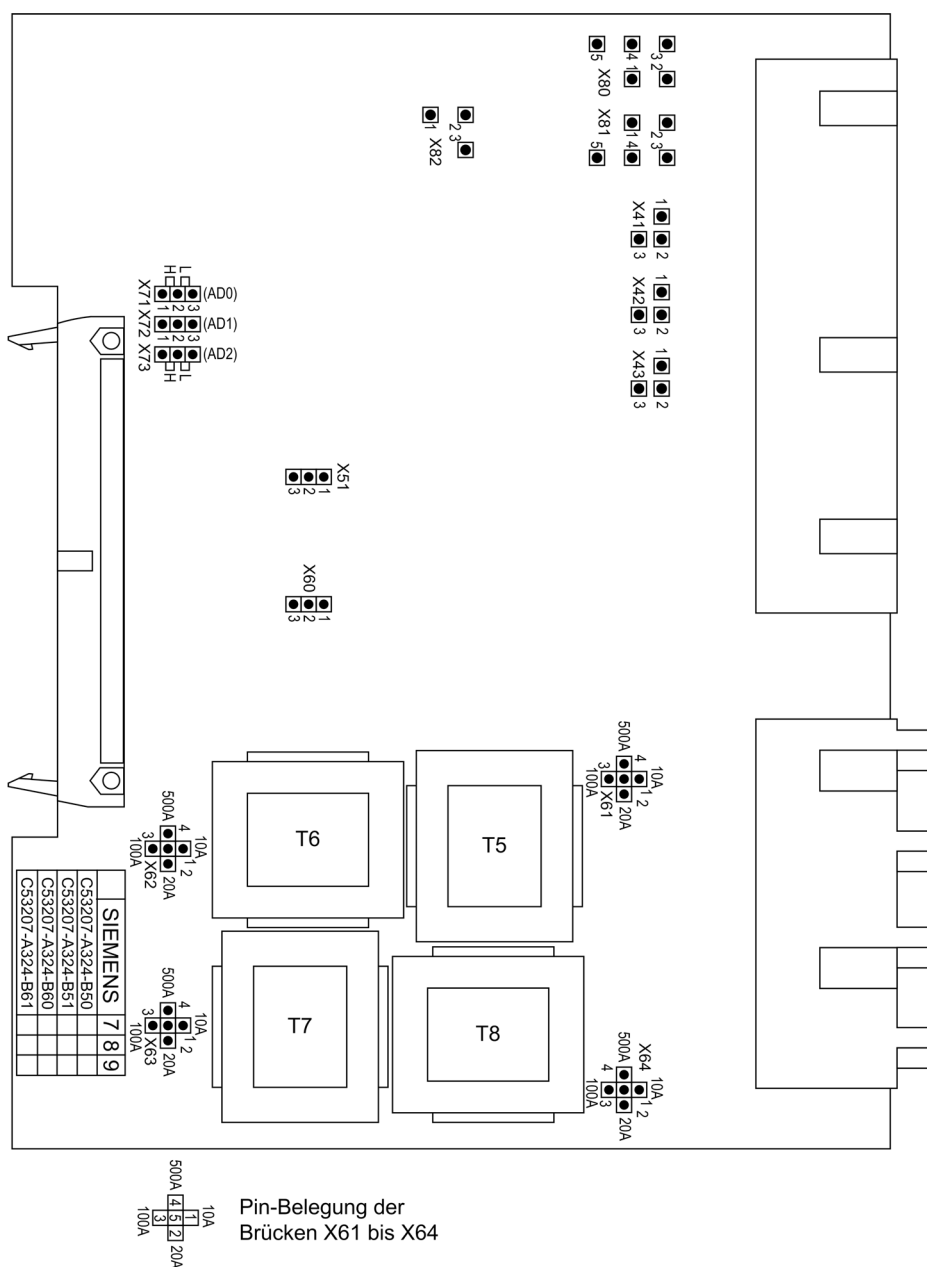 5
4 1
3 2
X80
X81
5
1 4
2 3
1
X82
2 3
X41
1
3
2
X42
1
3
2
X43
1
3
2
H L
X71
1 2 3
(AD0)
X72
1 2 3
(AD1)
X73
(AD2)
H L
X51
3 2 1
X60
3 2 1
500A
4
10A
3
1 2
100A
X61
20A
T6
T5
500A
4
10A
3
1 2
100A
X62
20A
T7
T8
500A
4
10A
3
1 2
100A
X63
20A
X64
500A
4
10A
3
1 2
100A
20A
SIEMENS 7 8 9
C53207-A324-B50
C53207-A324-B51
C53207-A324-B60
C53207-A324-B61
500A
10A
4
3 5 1
2
100A
20A
Pin-Belegung der
Brücken X61 bis X64